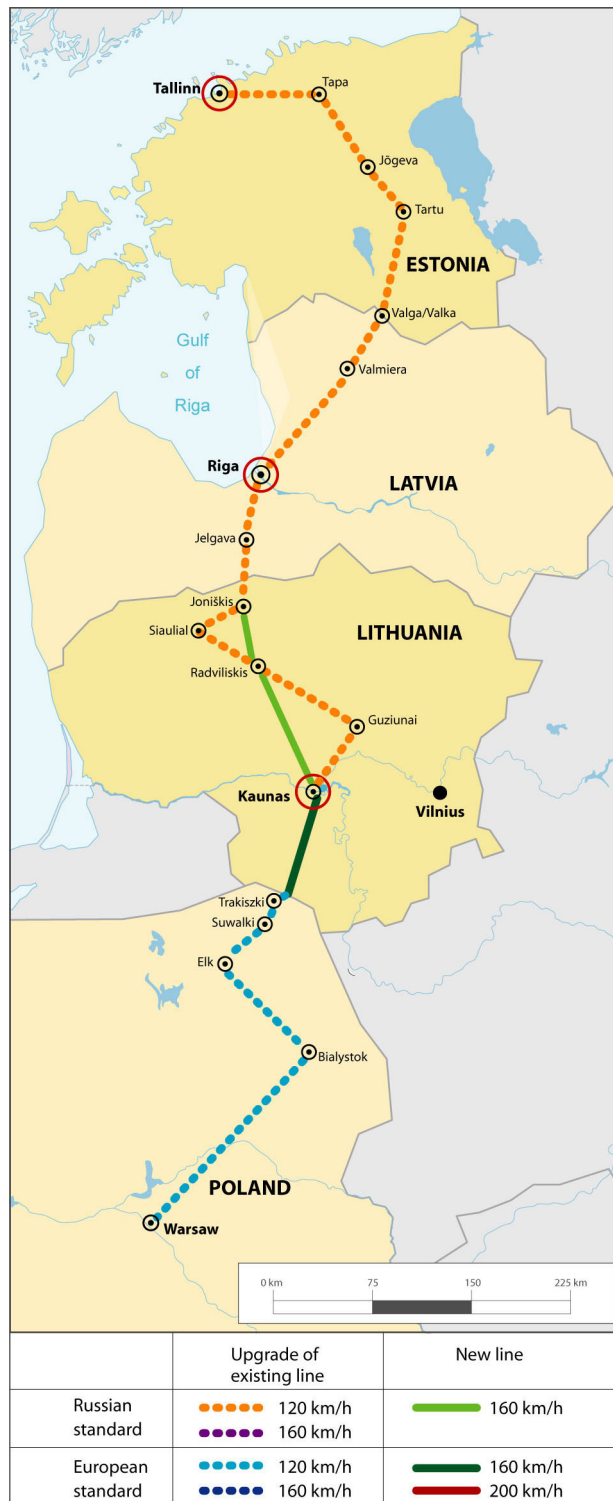 Tallinn
Tapa
Jõgeva
Tartu
ESTONIA
Valga/Valka
Gulf
of
Riga
Valmiera
Riga
LATVIA
Jelgava
Joniškis
Siaulial
LITHUANIA
Radviliskis
Guziunai
Kaunas
Vilnius
Trakiszki
Suwalki
Elk
Bialystok
POLAND
Warsaw
0 km 75 150 225 km
Upgrade of
existing line
New line
Russian
standard
120 km/h
160 km/h
160 km/h
European
standard
120 km/h
160 km/h
160 km/h
200 km/h